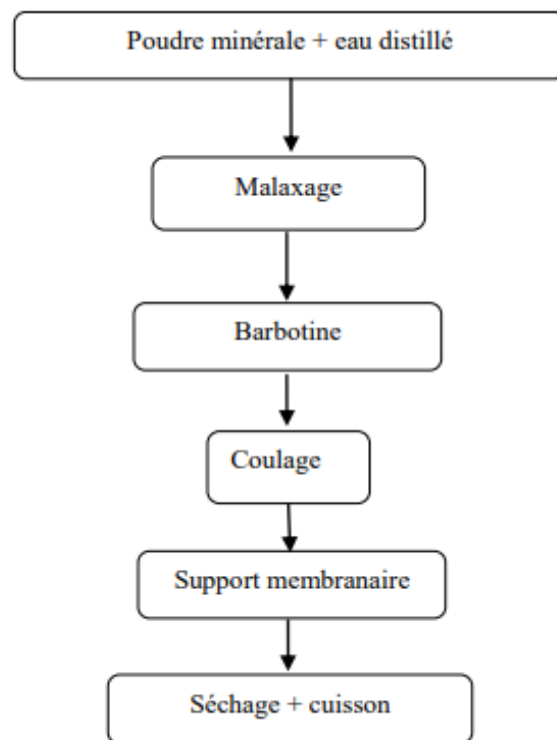 Poudre minérale + eau distillé
Malaxage
Barbotine
Coulage
Support membranaire
Séchage + cuisson